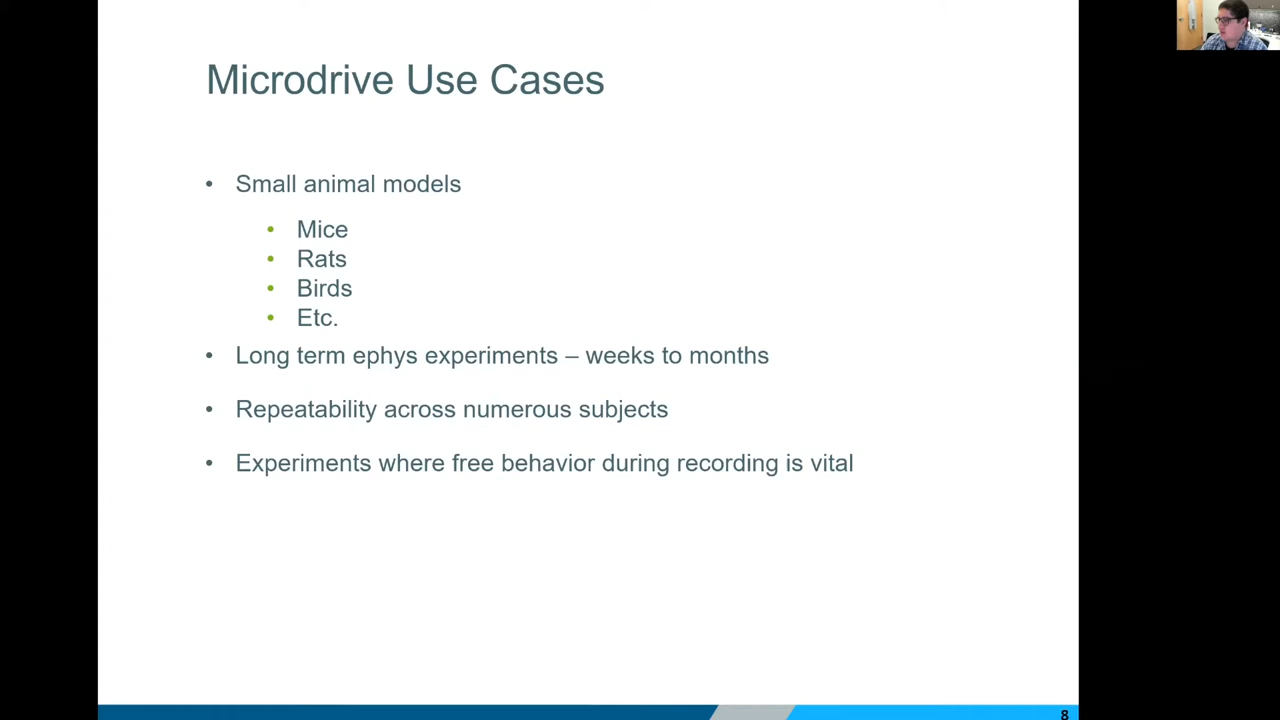 Microdrive Use Cases
• Small animal models
• Mice
• Rats
• Birds
• Etc.
• Long term ephys experiments – weeks to months
• Repeatability across numerous subjects
• Experiments where free behavior during recording is vital
8